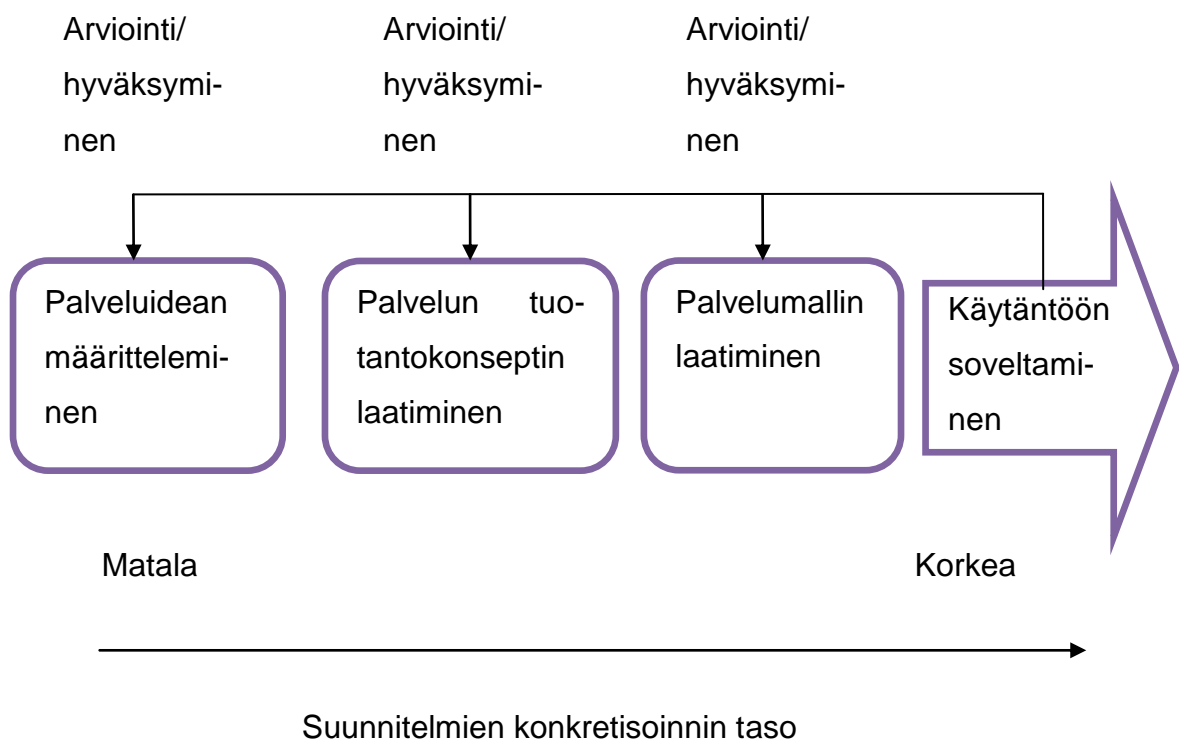 Arviointi/
hyväksymi-
nen
Arviointi/
hyväksymi-
nen
Arviointi/
hyväksymi-
nen
Palveluidean
määrittelemi-
nen
Palvelun tuo-
tantokonseptin
laatiminen
Palvelumallin
laatiminen
Käytäntöön
soveltami-
nen
Matala
Korkea
Suunnitelmien konkretisoinnin taso